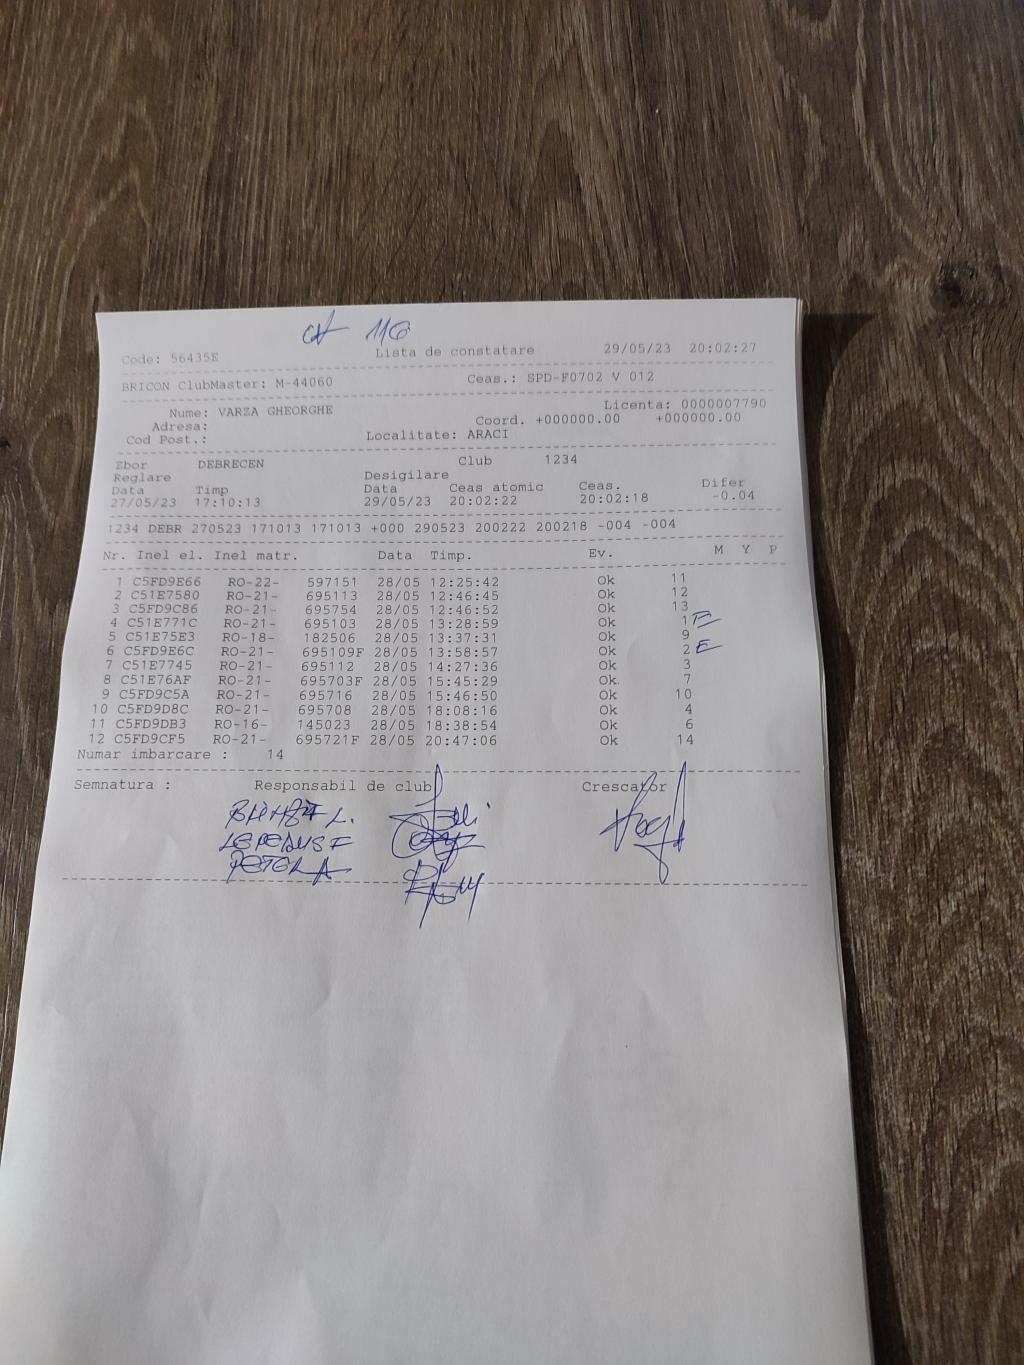 116
Code: 56435E Lista de constatare 29/05/23 20:02:27
BRICON ClubMaster: M-44060 Ceas.: SPD-F0702 V 012
Nume: VARZA GHEORGHE Licenta: 0000007790
Adresa: Coord. +000000.00 +000000.00
Cod Post.: Localitate: ARACI
Zbor DEBRECEN Club 1234
Reglare Desigilare
Data Timp Data Ceas atomic Ceas. Difer
27/05/23 17:10:13 29/05/23 20:02:22 20:02:18 -0.04
1234 DEBR 270523 171013 171013 +000 290523 200222 200218 -004 -004
Nr. Inel el. Inel matr. Data Timp. Ev. M Y P
1 C5FD9E66 RO-22- 597151 28/05 12:25:42 Ok 11
2 C51E7580 RO-21- 695113 28/05 12:46:45 Ok 12
3 C5FD9C86 RO-21- 695754 28/05 12:46:52 Ok 13
4 C51E771C RO-21- 695103 28/05 13:28:59 Ok 1
5 C51E75E3 RO-18- 182506 28/05 13:37:31 Ok 9
6 C5FD9E6C RO-21- 695109F 28/05 13:58:57 Ok 2 E
7 C51E7745 RO-21- 695112 28/05 14:27:36 Ok 3
8 C51E76AF RO-21- 695703F 28/05 15:45:29 Ok. 7
9 C5FD9C5A RO-21- 695716 28/05 15:46:50 Ok 10
10 C5FD9D8C RO-21- 695708 28/05 18:08:16 Ok 4
11 C5FD9DB3 RO-16- 145023 28/05 18:38:54 Ok 6
12 C5FD9CF5 RO-21- 695721F 28/05 20:47:06 Ok 14
Numar imbarcare : 14
Semnatura : Responsabil de club Crescator